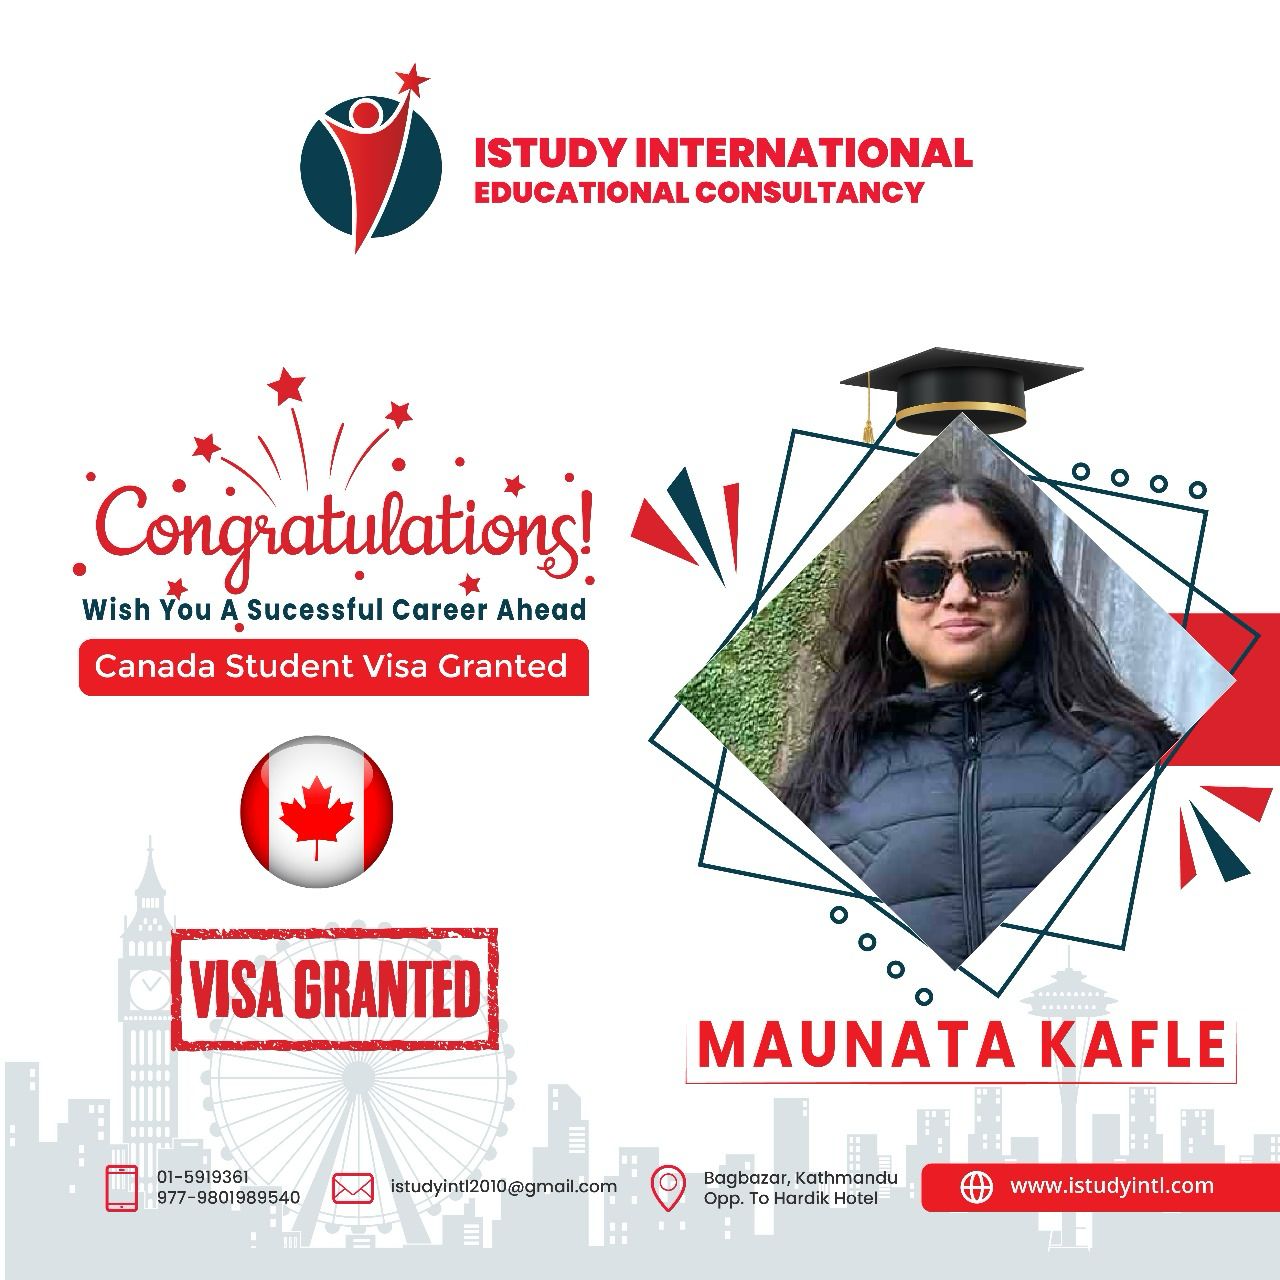 ISTUDY INTERNATIONAL
EDUCATIONAL CONSULTANCY
Congratulations!
Wish You A Sucessful Career Ahead
Canada Student Visa Granted
VISA GRANTED
MAUNATA KAFLE
01-5919361
977-9801989540
istudyintl2010@gmail.com
Bagbazar, Kathmandu
Opp. To Hardik Hotel
www.istudyintl.com